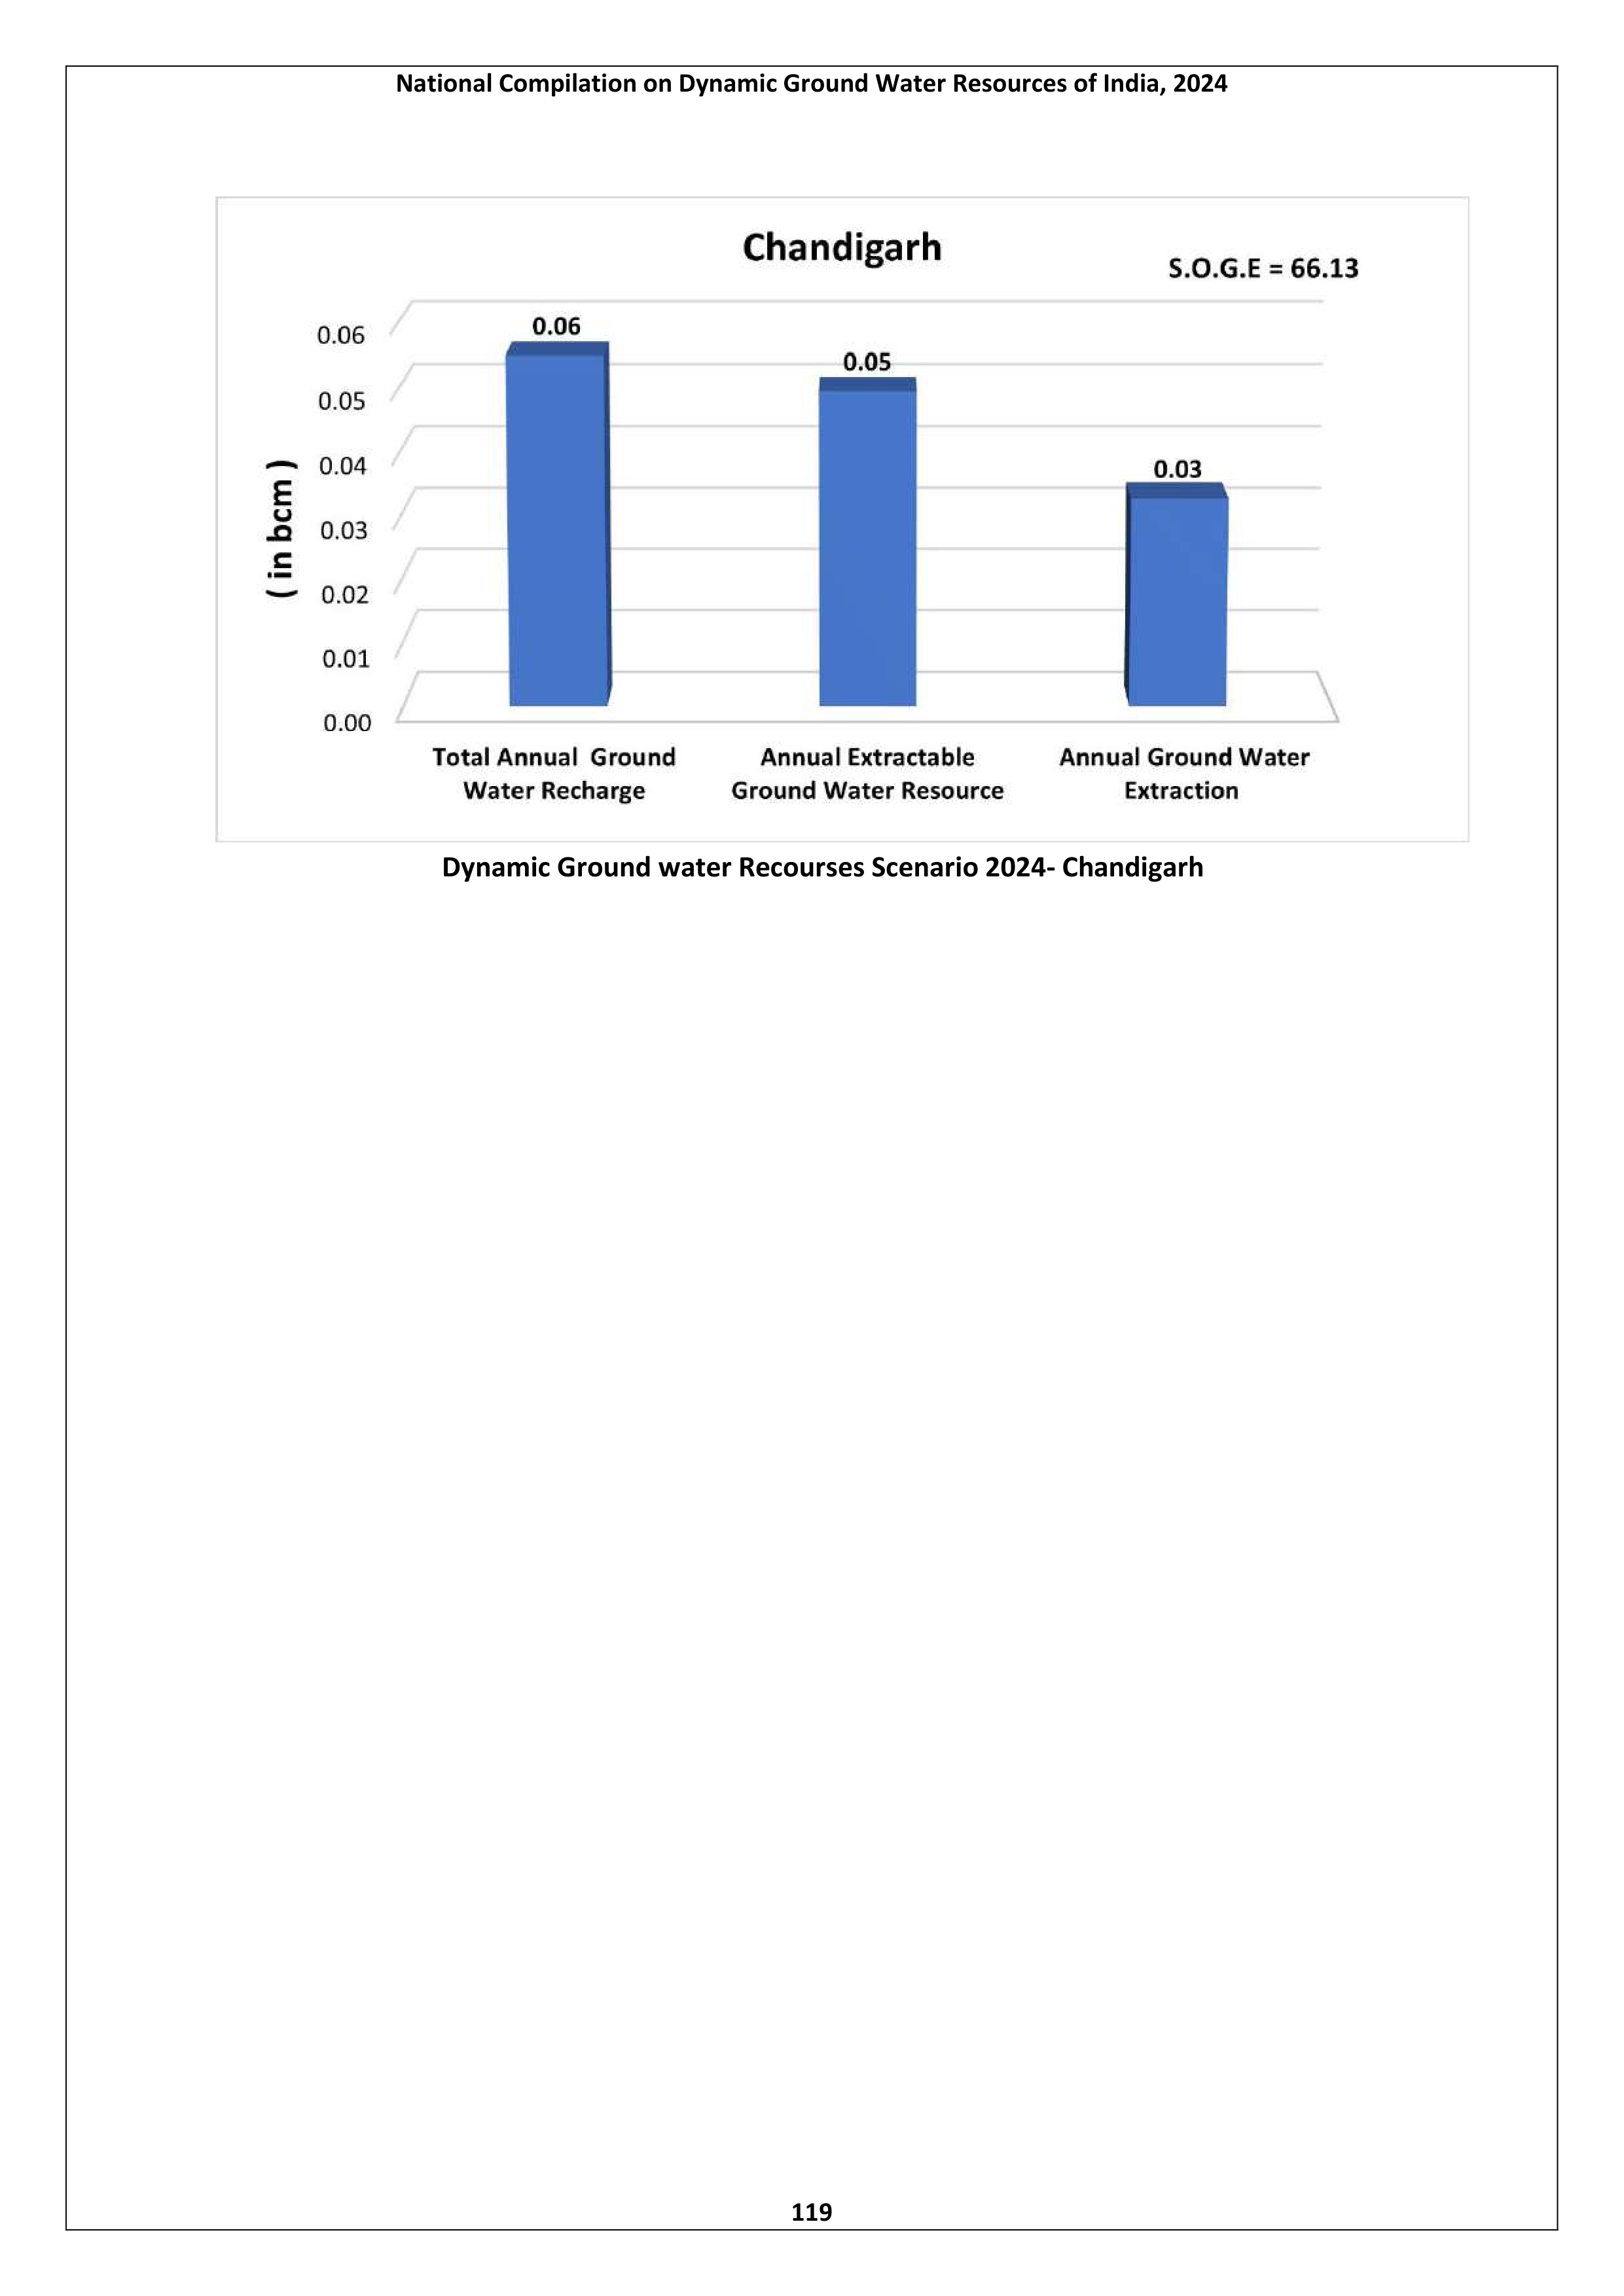 National Compilation on Dynamic Ground Water Resources of India, 2024
Chandigarh
S.O.G.E = 66.13
( in bcm )
0.06
0.05
0.04
0.03
0.02
0.01
0.00
0.06
0.05
0.03
Total Annual Ground
Water Recharge
Annual Extractable
Ground Water Resource
Annual Ground Water
Extraction
Dynamic Ground water Recourses Scenario 2024- Chandigarh
119